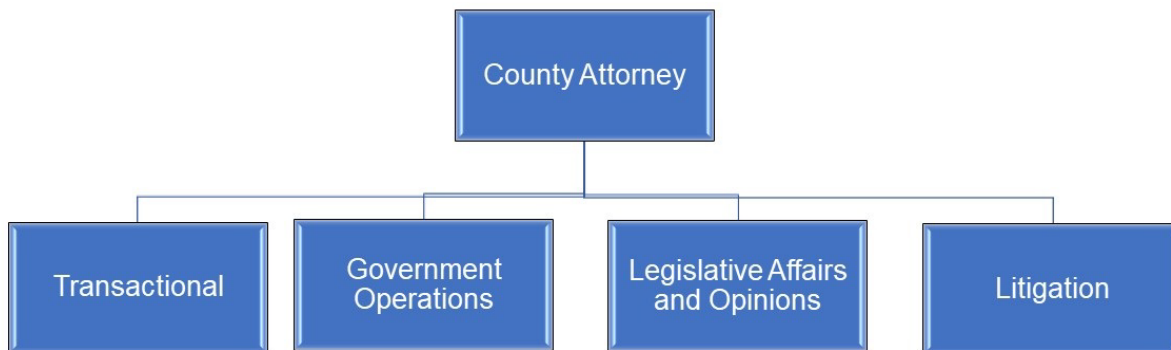 County Attorney
Transactional
Government
Operations
Legislative Affairs
and Opinions
Litigation